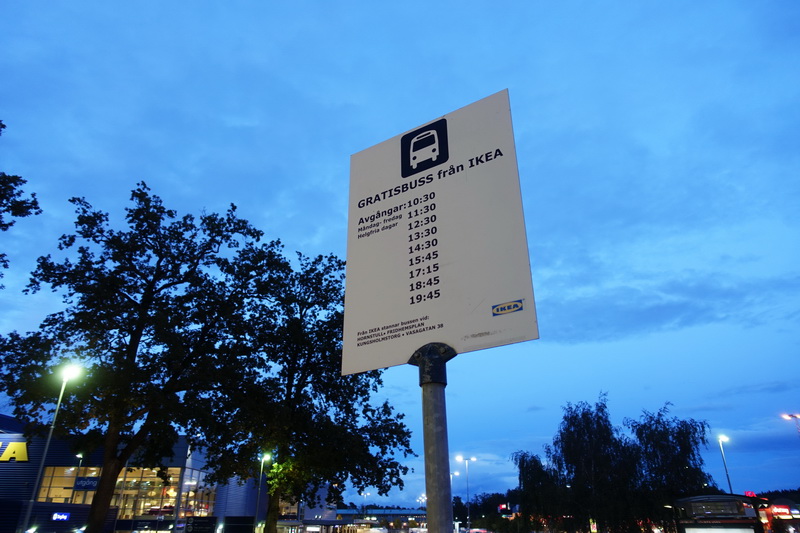 GRATISBUSS från IKEA
Avgångar: 10:30
Måndag- fredag 11:30
Helgfria dagar 12:30
13:30
14:30
15:45
17:15
18:45
19:45
Från IKEA stannar bussen vid:
HORNSTULL• FRIDHEMSPLAN
KUNGSHOLMSTORG • VASAGATAN 38
IKEA
utgång